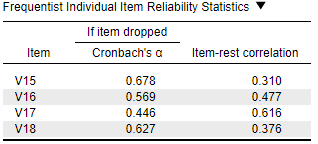 Frequentist Individual Item Reliability Statistics ▼
If item dropped
Item Cronbach's α Item-rest correlation
V15 0.678 0.310
V16 0.569 0.477
V17 0.446 0.616
V18 0.627 0.376